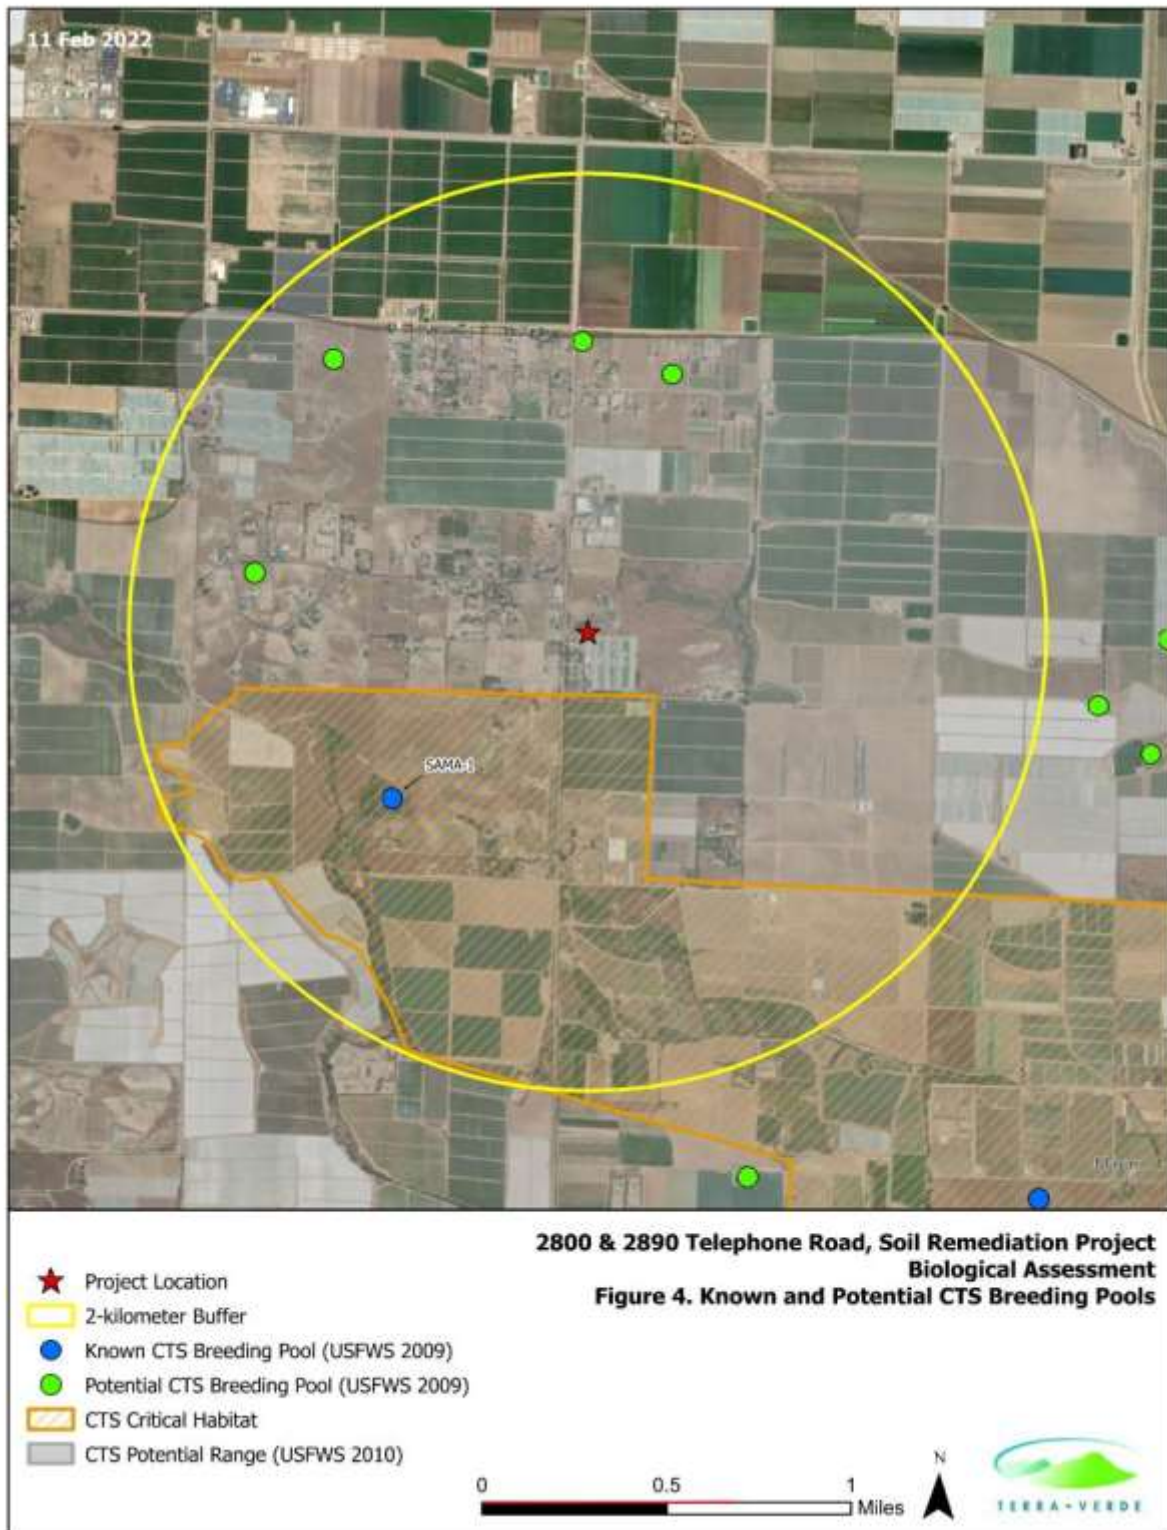 11 Feb 2022
SAMA-1
2800 & 2890 Telephone Road, Soil Remediation Project
Biological Assessment
Figure 4. Known and Potential CTS Breeding Pools
Project Location
2-kilometer Buffer
Known CTS Breeding Pool (USFWS 2009)
Potential CTS Breeding Pool (USFWS 2009)
CTS Critical Habitat
CTS Potential Range (USFWS 2010)
0 0.5 1
Miles
N
TERRA-VERDE